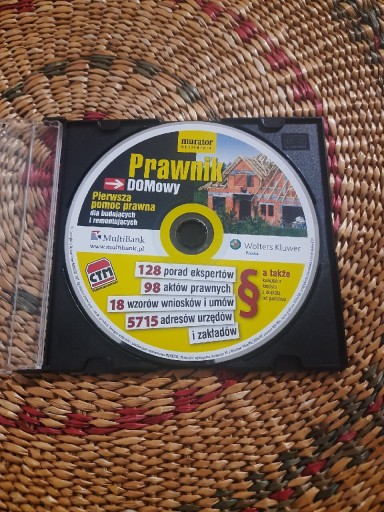 murator
Prawnik
DOMowy
Pierwsza
pomoc prawna
dla budujących
i remontujących
MultiBank
www.multibank.pl
Wolters Kluwer
Polska
CTM
128 porad ekspertów
98 aktów prawnych
18 wzorów wniosków i umów
5715 adresów urzędów
i zakładów
§
a także